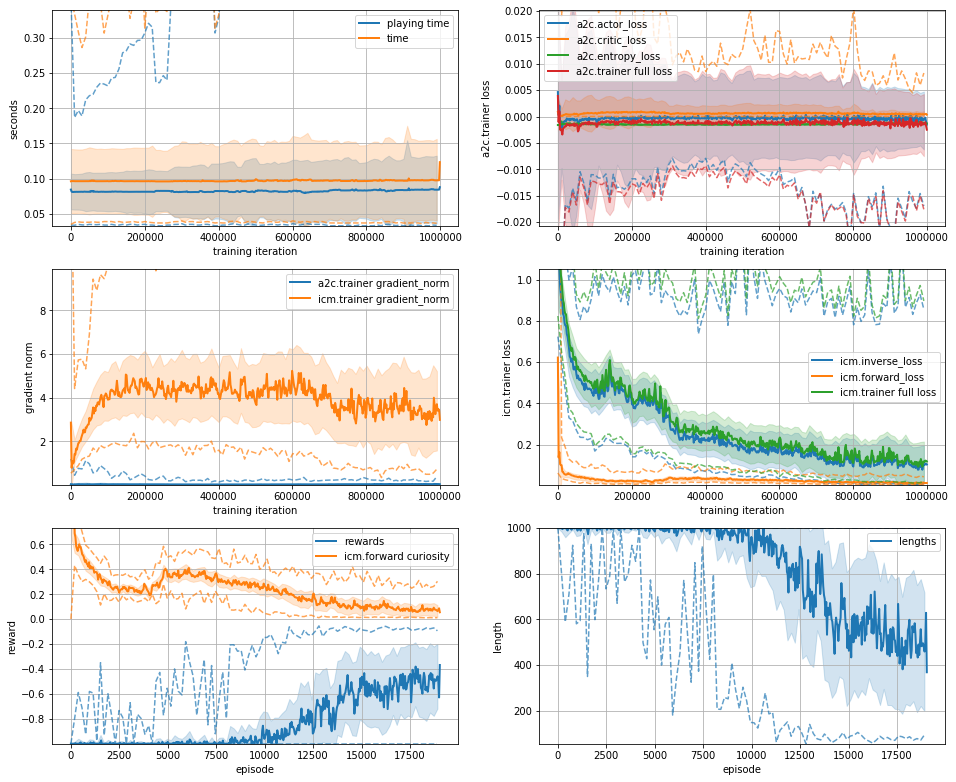 0.30
0.25
0.20
0.15
0.10
0.05
seconds
playing time
time
0
200000
400000
600000
800000
1000000
training iteration
0.020
0.015
0.010
0.005
0.000
−0.005
−0.010
−0.015
−0.020
a2c.trainer loss
a2c.actor_loss
a2c.critic_loss
a2c.entropy_loss
a2c.trainer full loss
0
200000
400000
600000
800000
1000000
training iteration
8
6
4
2
gradient norm
a2c.trainer gradient_norm
icm.trainer gradient_norm
0
200000
400000
600000
800000
1000000
training iteration
1.0
0.8
0.6
0.4
0.2
icm.trainer loss
icm.inverse_loss
icm.forward_loss
icm.trainer full loss
0
200000
400000
600000
800000
1000000
training iteration
0.6
0.4
0.2
0.0
−0.2
−0.4
−0.6
−0.8
reward
rewards
icm.forward curiosity
0
2500
5000
7500
10000
12500
15000
17500
episode
1000
800
600
400
200
length
lengths
0
2500
5000
7500
10000
12500
15000
17500
episode